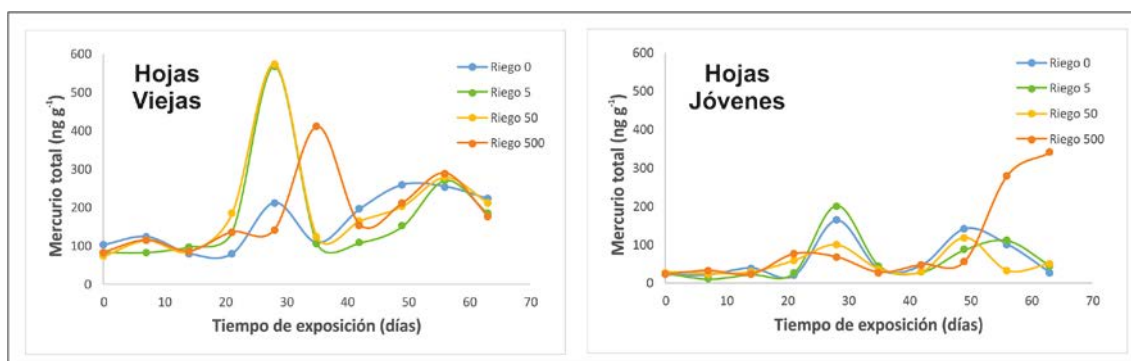 Hojas
Viejas
Riego 0
Riego 5
Riego 50
Riego 500
Mercurio total (ng g⁻¹)
600
500
400
300
200
100
0
0 10 20 30 40 50 60 70
Tiempo de exposición (días)
Hojas
Jóvenes
Riego 0
Riego 5
Riego 50
Riego 500
Mercurio total (ng g⁻¹)
600
500
400
300
200
100
0
0 10 20 30 40 50 60 70
Tiempo de exposición (días)